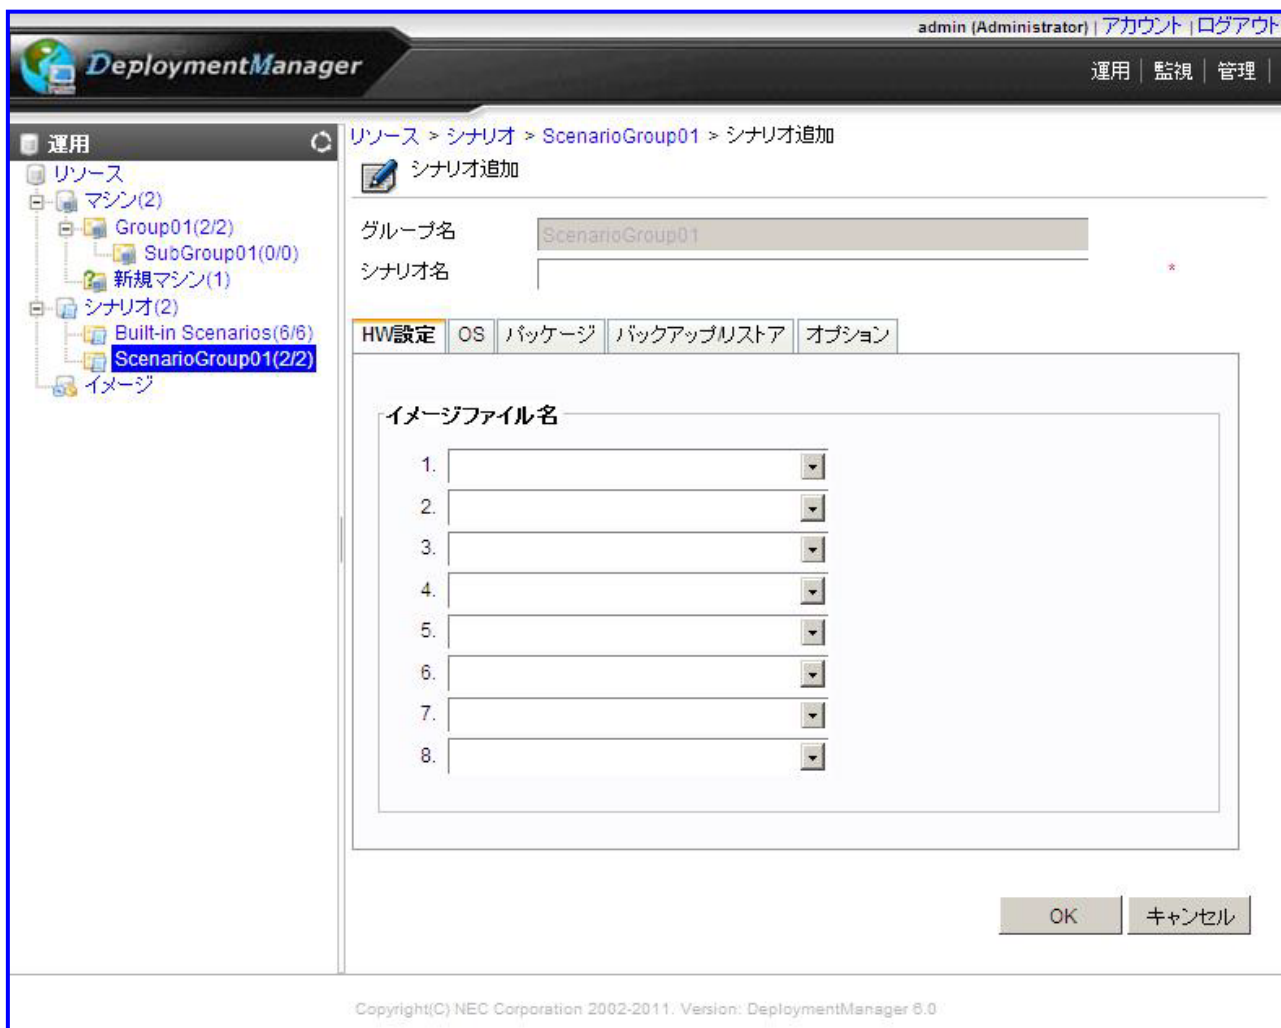 admin (Administrator) | アカウント | ログアウト
DeploymentManager
運用 | 監視 | 管理 |
運用
リソース
マシン(2)
Group01(2/2)
SubGroup01(0/0)
新規マシン(1)
シナリオ(2)
Built-in Scenarios(6/6)
ScenarioGroup01(2/2)
イメージ
リソース > シナリオ > ScenarioGroup01 > シナリオ追加
シナリオ追加
グループ名 ScenarioGroup01
シナリオ名 *
HW設定 OS パッケージ バックアップ/リストア オプション
イメージファイル名
1.
2.
3.
4.
5.
6.
7.
8.
OK キャンセル
Copyright(C) NEC Corporation 2002-2011. Version: DeploymentManager 6.0